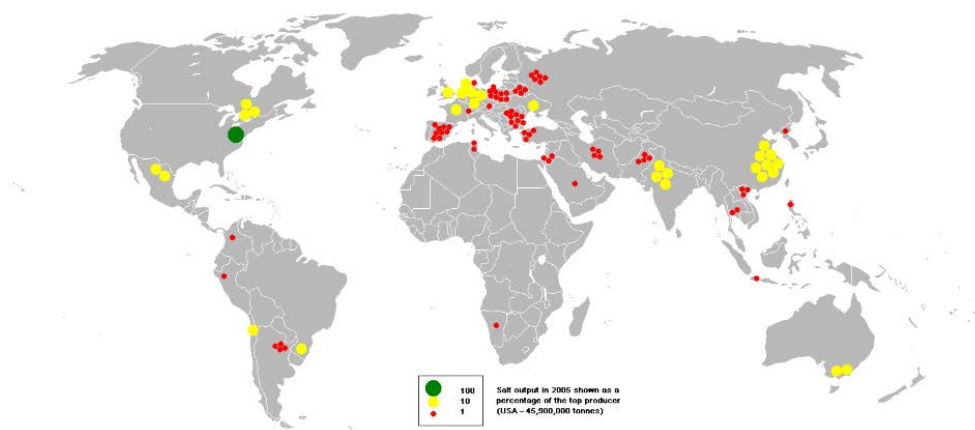 100
10
1
Salt output in 2005 shown as a
percentage of the top producer
(USA - 45,900,000 tonnes)